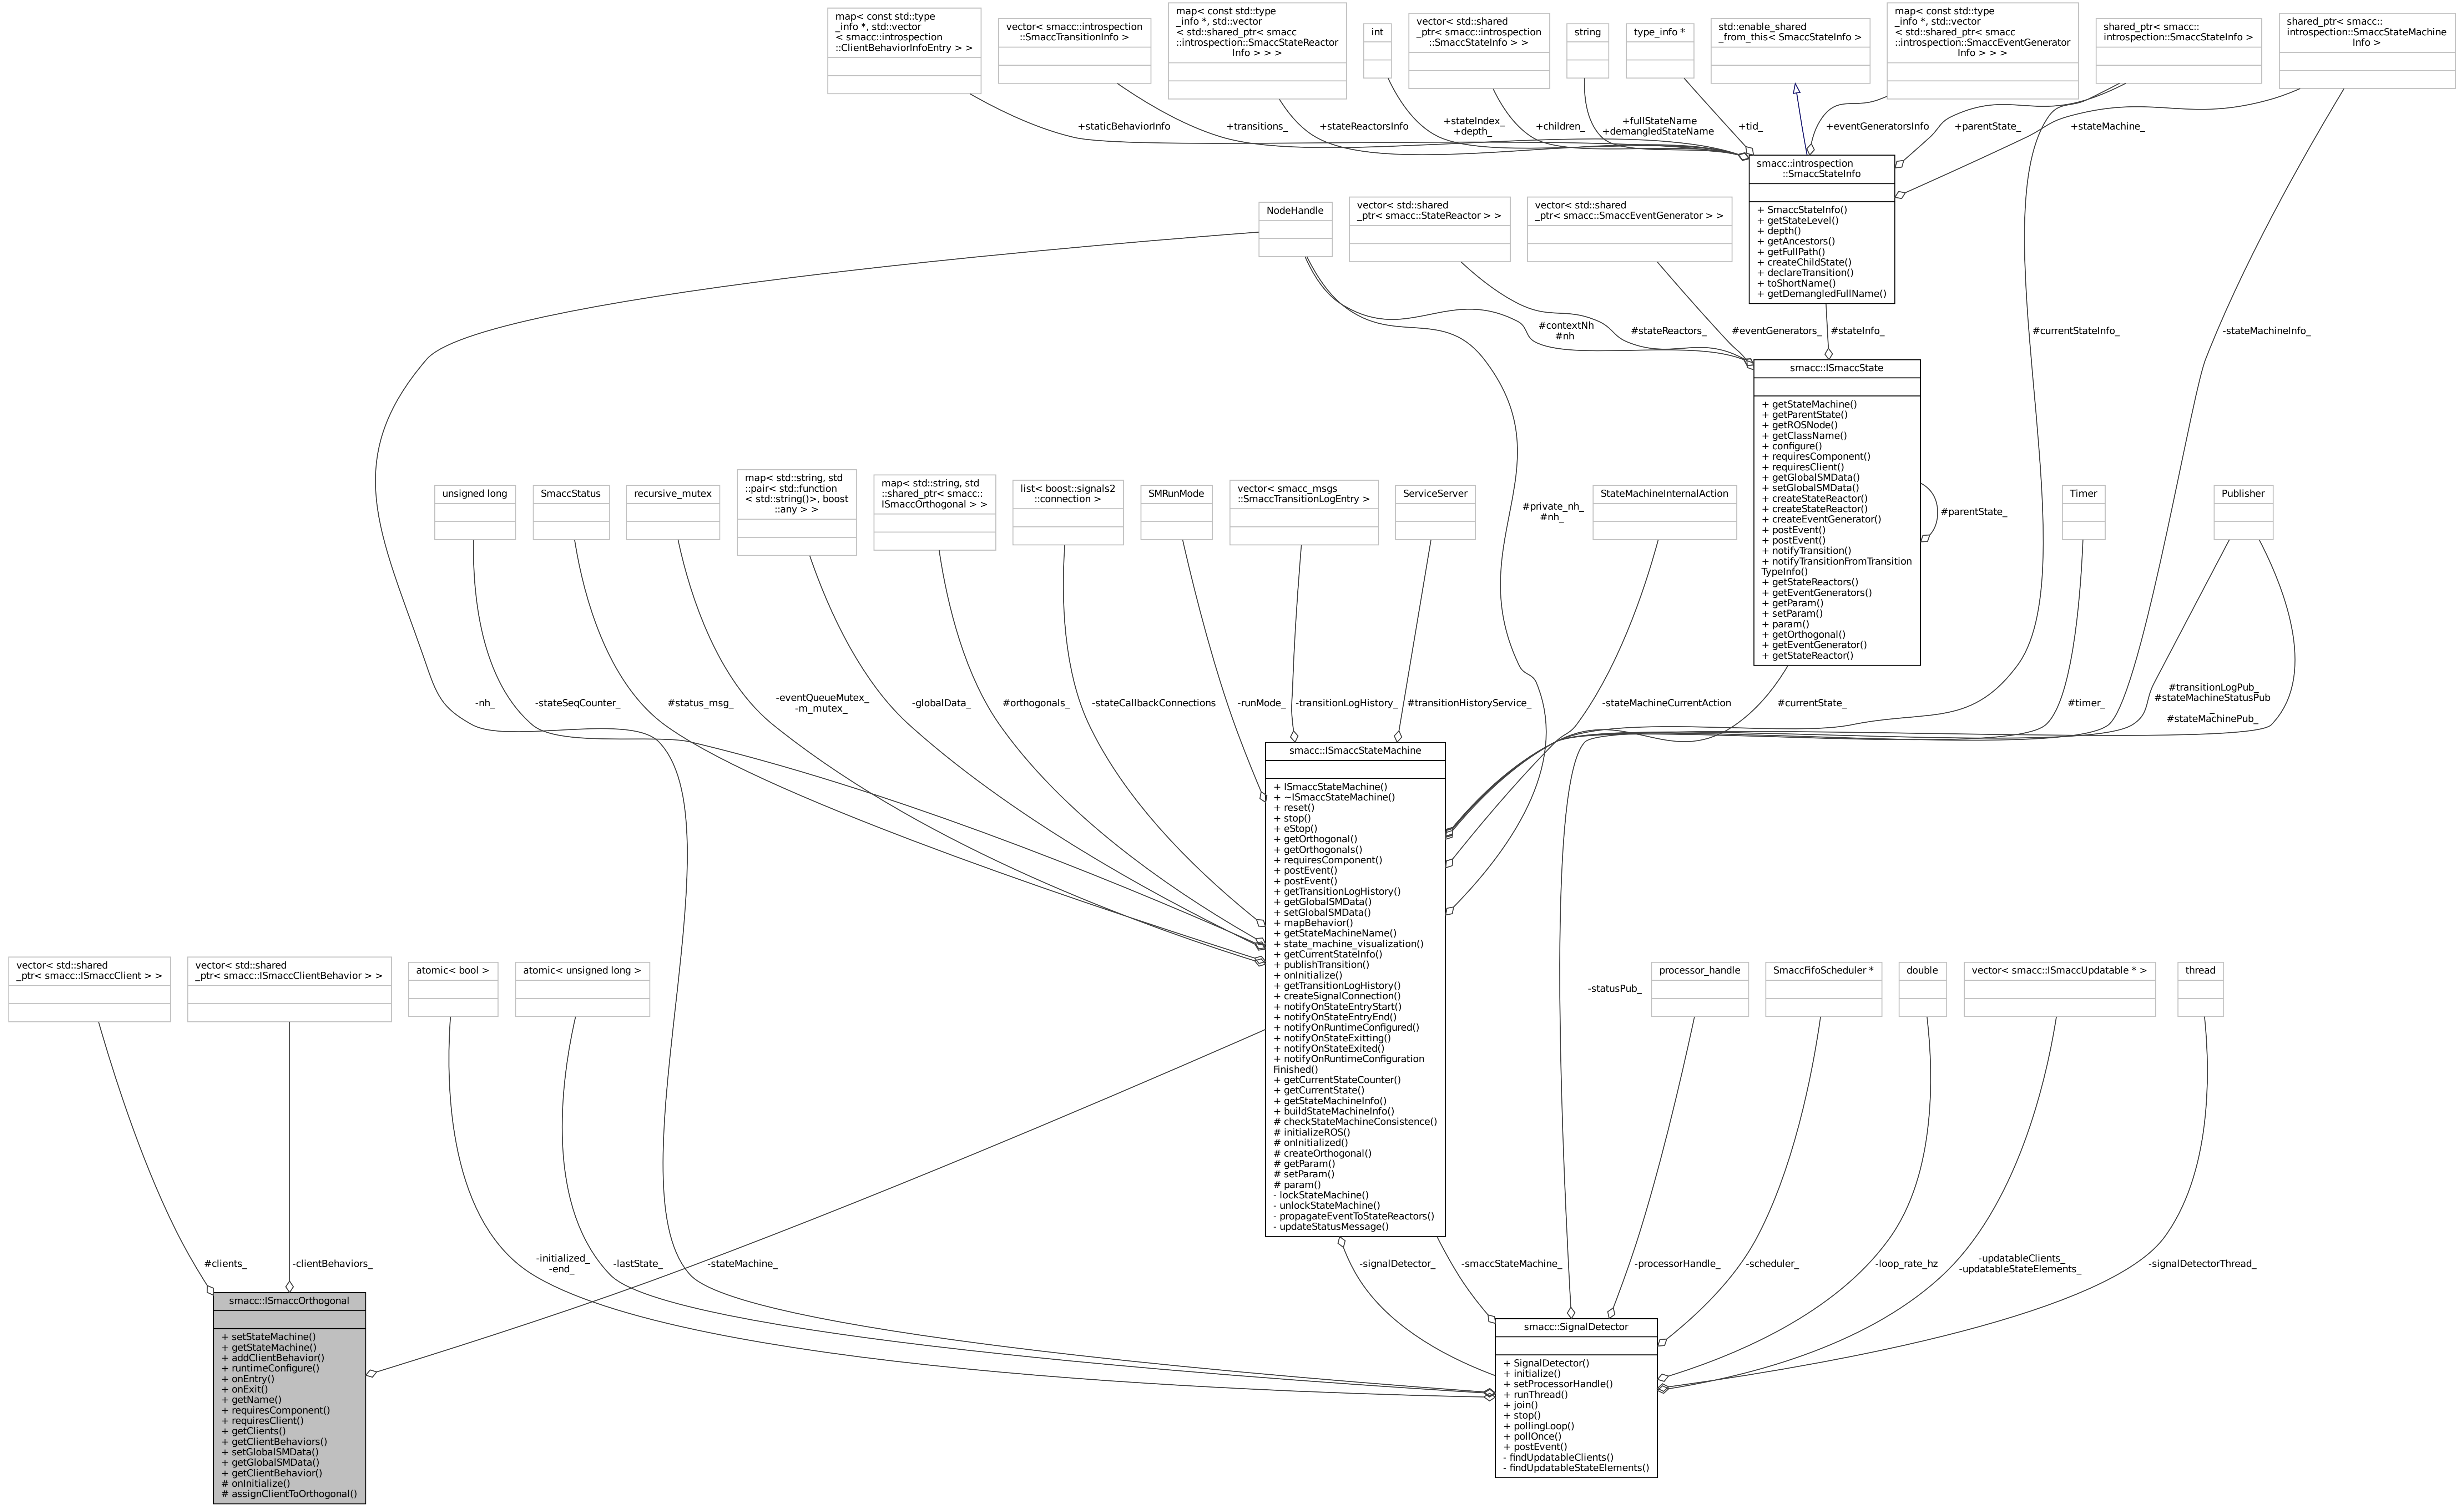 map< const std::type
_info *, std::vector
< smacc::introspection
::ClientBehaviorInfoEntry > >
vector< smacc::introspection
::SmaccTransitionInfo >
map< const std::type
_info *, std::vector
< std::shared_ptr< smacc
::introspection::SmaccStateReactor
Info > > >
int
vector< std::shared
_ptr< smacc::introspection
::SmaccStateInfo > >
string
type_info *
std::enable_shared
_from_this< SmaccStateInfo >
map< const std::type
_info *, std::vector
< std::shared_ptr< smacc
::introspection::SmaccEventGenerator
Info > > >
shared_ptr< smacc::
introspection::SmaccStateInfo >
shared_ptr< smacc::
introspection::SmaccStateMachine
Info >
+staticBehaviorInfo
+transitions_
+stateReactorsInfo
+stateIndex_
+depth_
+children_
+fullStateName
+demangledStateName
+tid_
+eventGeneratorsInfo
+parentState_
+stateMachine_
smacc::introspection
::SmaccStateInfo
+ SmaccStateInfo()
+ getStateLevel()
+ depth()
+ getAncestors()
+ getFullPath()
+ createChildState()
+ declareTransition()
+ toShortName()
+ getDemangledFullName()
NodeHandle
vector< std::shared
_ptr< smacc::StateReactor > >
vector< std::shared
_ptr< smacc::SmaccEventGenerator > >
#contextNh
#nh
#stateReactors_
#eventGenerators_
#stateInfo_
#currentStateInfo_
-stateMachineInfo_
smacc::ISmaccState
+ getStateMachine()
+ getParentState()
+ getROSNode()
+ getClassName()
+ configure()
+ requiresComponent()
+ requiresClient()
+ getGlobalSMData()
+ setGlobalSMData()
+ createStateReactor()
+ createStateReactor()
+ createEventGenerator()
+ postEvent()
+ postEvent()
+ notifyTransition()
+ notifyTransitionFromTransition
TypeInfo()
+ getStateReactors()
+ getEventGenerators()
+ getParam()
+ setParam()
+ param()
+ getOrthogonal()
+ getEventGenerator()
+ getStateReactor()
#parentState_
unsigned long
SmaccStatus
recursive_mutex
map< std::string, std
::pair< std::function
< std::string()>, boost
::any > >
map< std::string, std
::shared_ptr< smacc::
ISmaccOrthogonal > >
list< boost::signals2
::connection >
SMRunMode
vector< smacc_msgs
::SmaccTransitionLogEntry >
ServiceServer
#private_nh_
#nh_
StateMachineInternalAction
Timer
Publisher
-nh_
-stateSeqCounter_
#status_msg_
-eventQueueMutex_
-m_mutex_
-globalData_
#orthogonals_
-stateCallbackConnections
-runMode_
-transitionLogHistory_
#transitionHistoryService_
-stateMachineCurrentAction
#currentState_
#timer_
#transitionLogPub_
#stateMachineStatusPub
_
#stateMachinePub_
smacc::ISmaccStateMachine
+ ISmaccStateMachine()
+ ~ISmaccStateMachine()
+ reset()
+ stop()
+ eStop()
+ getOrthogonal()
+ getOrthogonals()
+ requiresComponent()
+ postEvent()
+ postEvent()
+ getTransitionLogHistory()
+ getGlobalSMData()
+ setGlobalSMData()
+ mapBehavior()
+ getStateMachineName()
+ state_machine_visualization()
+ getCurrentStateInfo()
+ publishTransition()
+ onInitialize()
+ getTransitionLogHistory()
+ createSignalConnection()
+ notifyOnStateEntryStart()
+ notifyOnStateEntryEnd()
+ notifyOnRuntimeConfigured()
+ notifyOnStateExitting()
+ notifyOnStateExited()
+ notifyOnRuntimeConfiguration
Finished()
+ getCurrentStateCounter()
+ getCurrentState()
+ getStateMachineInfo()
+ buildStateMachineInfo()
# checkStateMachineConsistence()
# initializeROS()
# onInitialized()
# createOrthogonal()
# getParam()
# setParam()
# param()
- lockStateMachine()
- unlockStateMachine()
- propagateEventToStateReactors()
- updateStatusMessage()
vector< std::shared
_ptr< smacc::ISmaccClient > >
vector< std::shared
_ptr< smacc::ISmaccClientBehavior > >
atomic< bool >
atomic< unsigned long >
-statusPub_
processor_handle
SmaccFifoScheduler *
double
vector< smacc::ISmaccUpdatable * >
thread
#clients_
-clientBehaviors_
-initialized_
-end_
-lastState_
-stateMachine_
-signalDetector_
-smaccStateMachine_
-processorHandle_
-scheduler_
-loop_rate_hz
-updatableClients_
-updatableStateElements_
-signalDetectorThread_
smacc::ISmaccOrthogonal
+ setStateMachine()
+ getStateMachine()
+ addClientBehavior()
+ runtimeConfigure()
+ onEntry()
+ onExit()
+ getName()
+ requiresComponent()
+ requiresClient()
+ getClients()
+ getClientBehaviors()
+ setGlobalSMData()
+ getGlobalSMData()
+ getClientBehavior()
# onInitialize()
# assignClientToOrthogonal()
smacc::SignalDetector
+ SignalDetector()
+ initialize()
+ setProcessorHandle()
+ runThread()
+ join()
+ stop()
+ pollingLoop()
+ pollOnce()
+ postEvent()
- findUpdatableClients()
- findUpdatableStateElements()